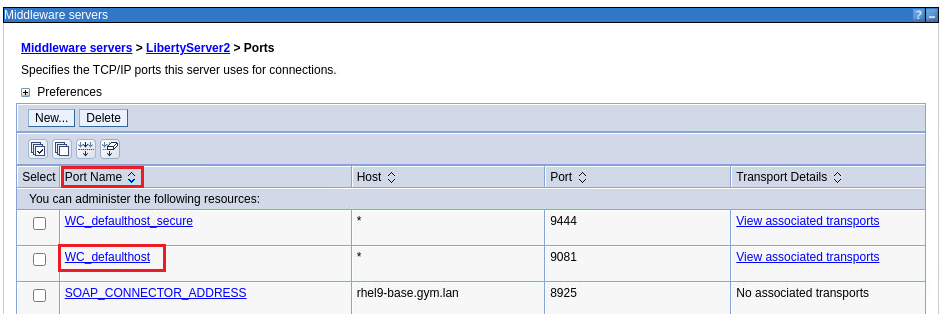 Middleware servers ? _
Middleware servers > LibertyServer2 > Ports
Specifies the TCP/IP ports this server uses for connections.
+ Preferences
New... Delete
Select Port Name Host Port Transport Details
You can administer the following resources:
WC_defaulthost_secure * 9444 View associated transports
WC_defaulthost * 9081 View associated transports
SOAP_CONNECTOR_ADDRESS rhel9-base.gym.lan 8925 No associated transports